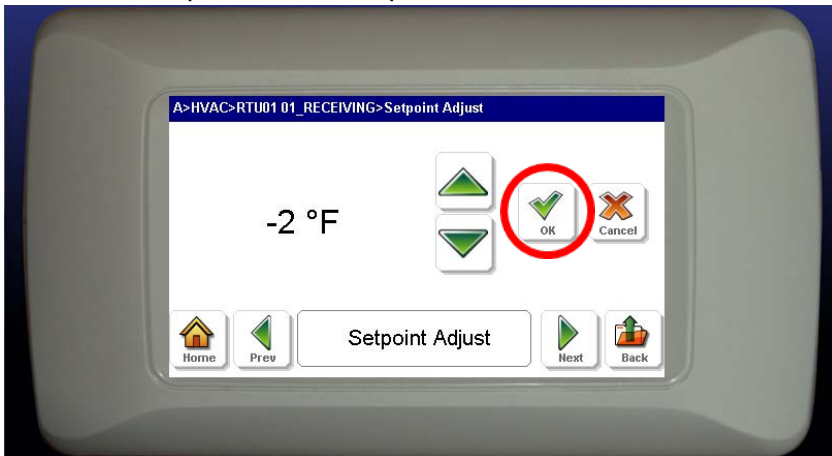 A>HVAC>RTU01 01_RECEIVING>Setpoint Adjust
-2 °F
OK
Cancel
Home
Prev
Setpoint Adjust
Next
Back